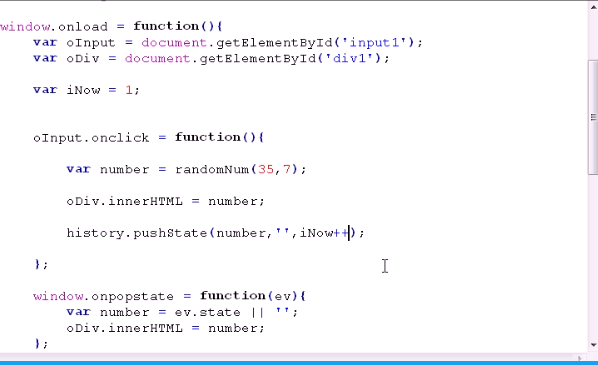 window.onload = function(){
var oInput = document.getElementById('input1');
var oDiv = document.getElementById('div1');
var iNow = 1;
oInput.onclick = function(){
var number = randomNum(35,7);
oDiv.innerHTML = number;
history.pushState(number,'',iNow++);
};
window.onpopstate = function(ev){
var number = ev.state || '';
oDiv.innerHTML = number;
};